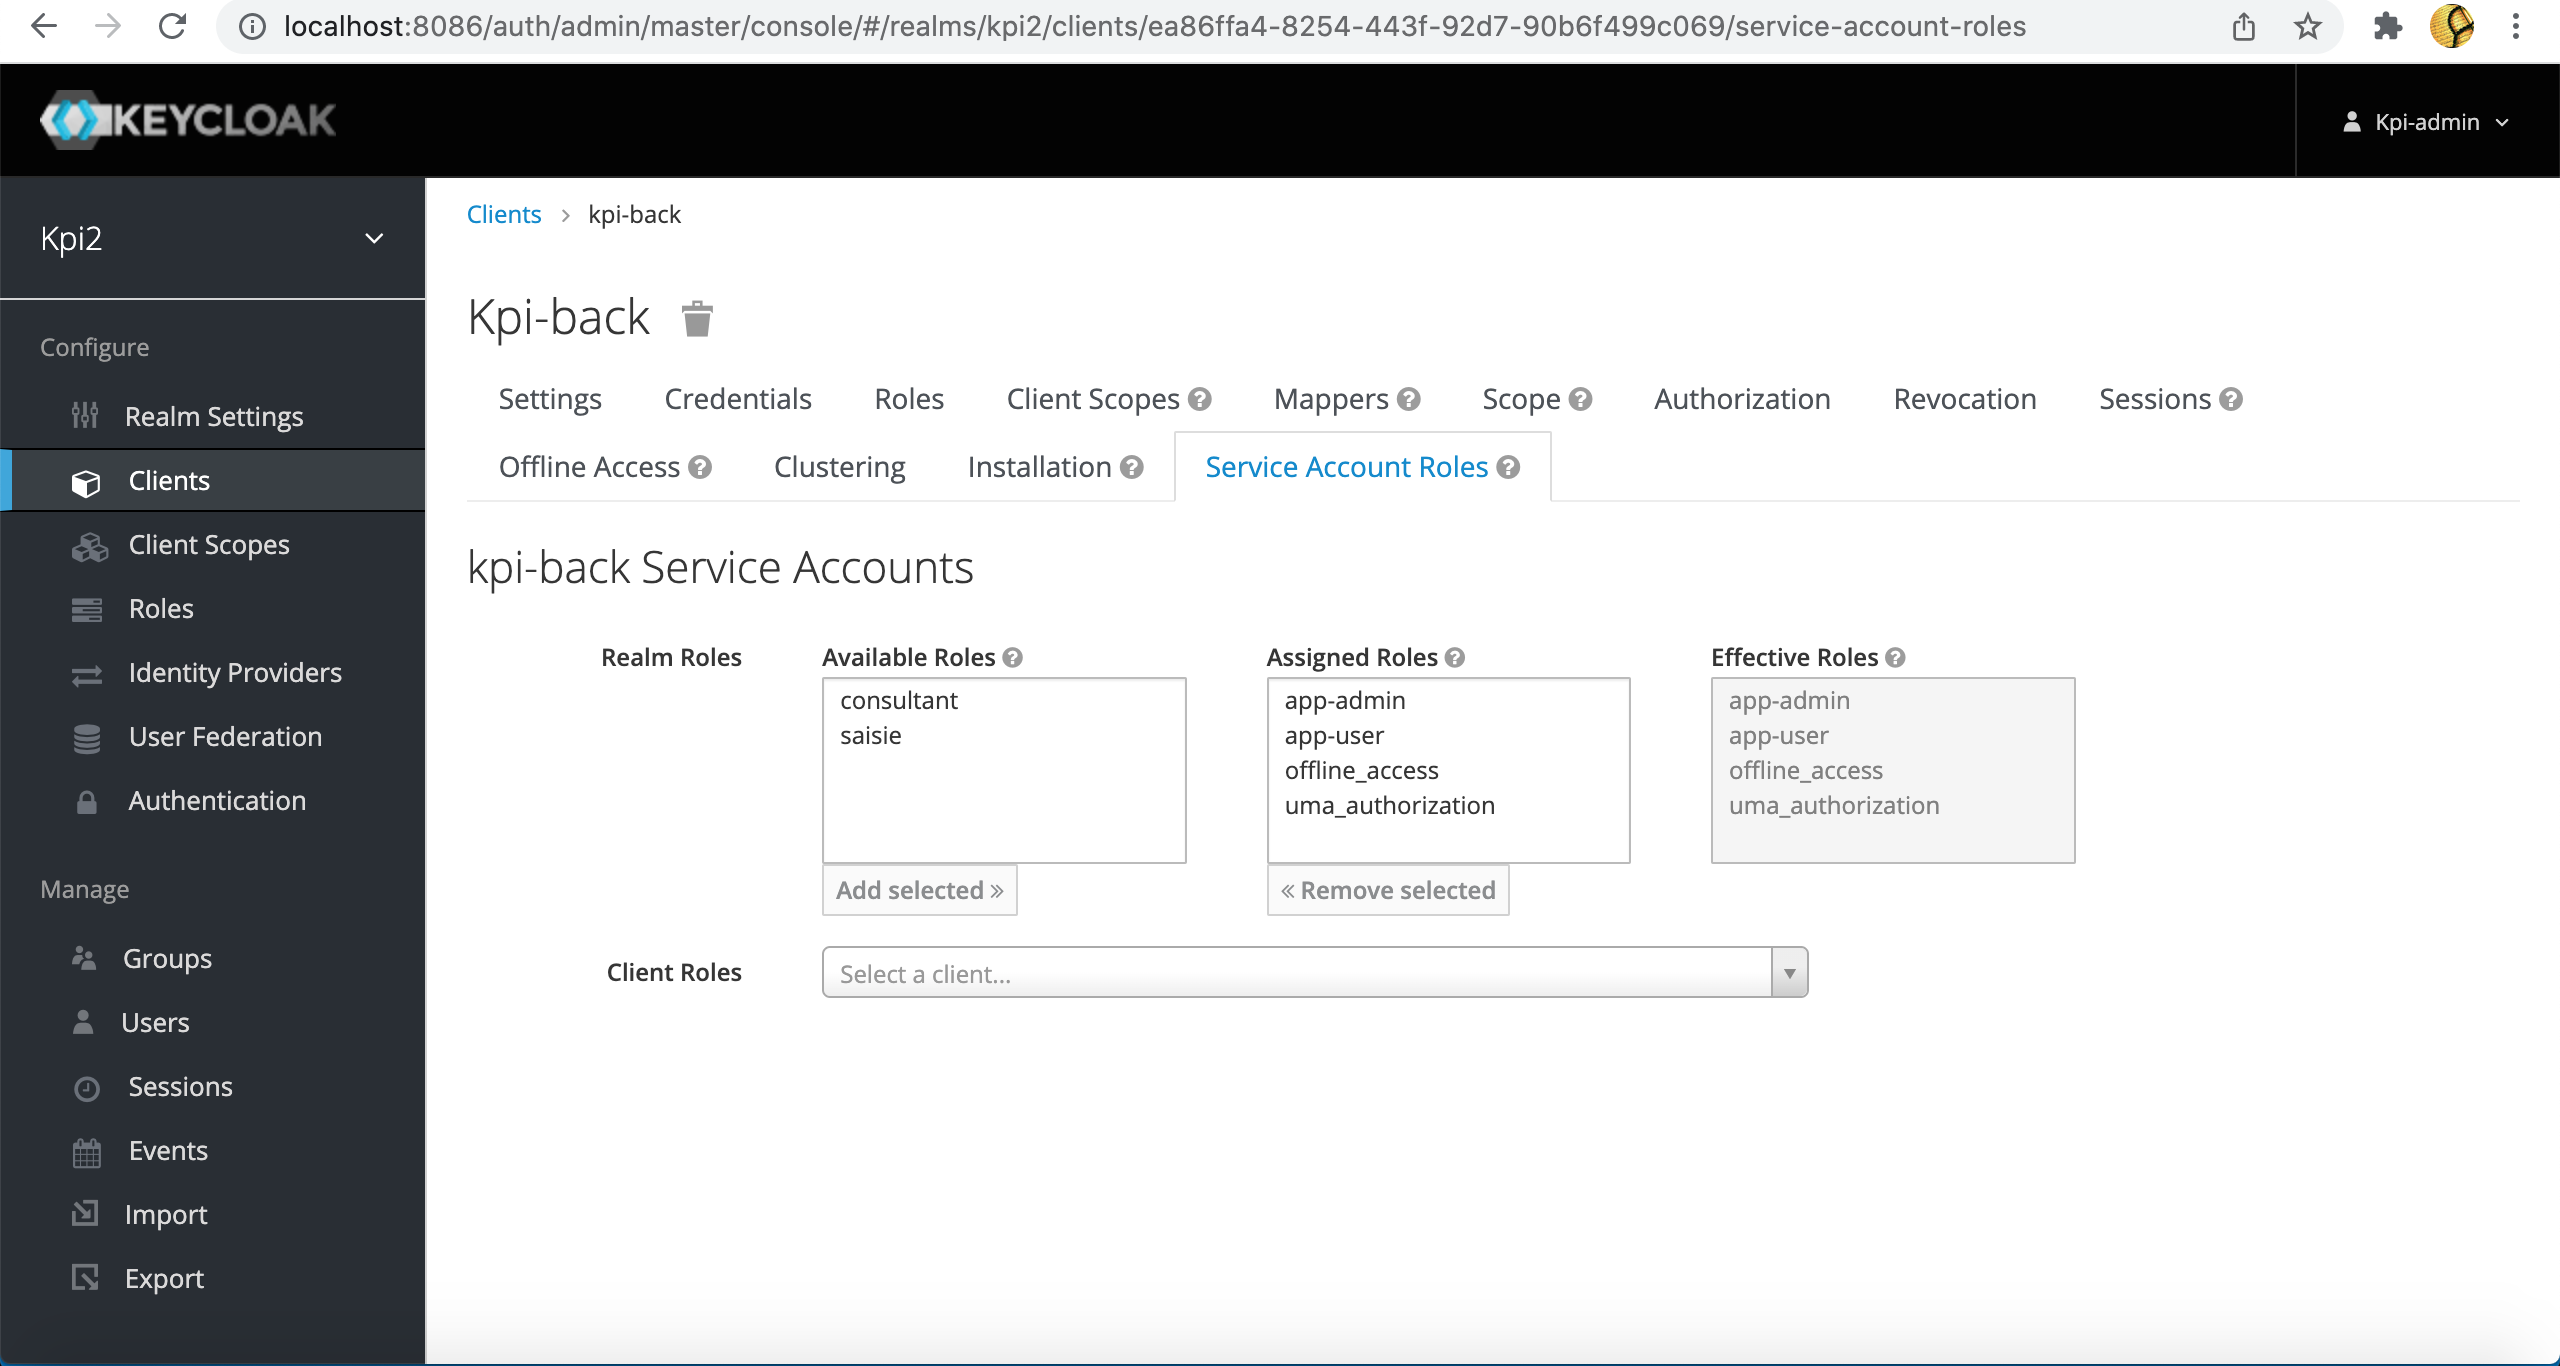 localhost:8086/auth/admin/master/console/#/realms/kpi2/clients/ea86ffa4-8254-443f-92d7-90b6f499c069/service-account-roles
KEYCLOAK
Kpi-admin
Kpi2
Configure
Realm Settings
Clients
Client Scopes
Roles
Identity Providers
User Federation
Authentication
Manage
Groups
Users
Sessions
Events
Import
Export
Clients > kpi-back
Kpi-back
Settings Credentials Roles Client Scopes ? Mappers ? Scope ? Authorization Revocation Sessions ?
Offline Access ? Clustering Installation ? Service Account Roles ?
kpi-back Service Accounts
Realm Roles
Available Roles ?
consultant
saisie
Add selected »
Assigned Roles ?
app-admin
app-user
offline_access
uma_authorization
« Remove selected
Effective Roles ?
app-admin
app-user
offline_access
uma_authorization
Client Roles
Select a client...